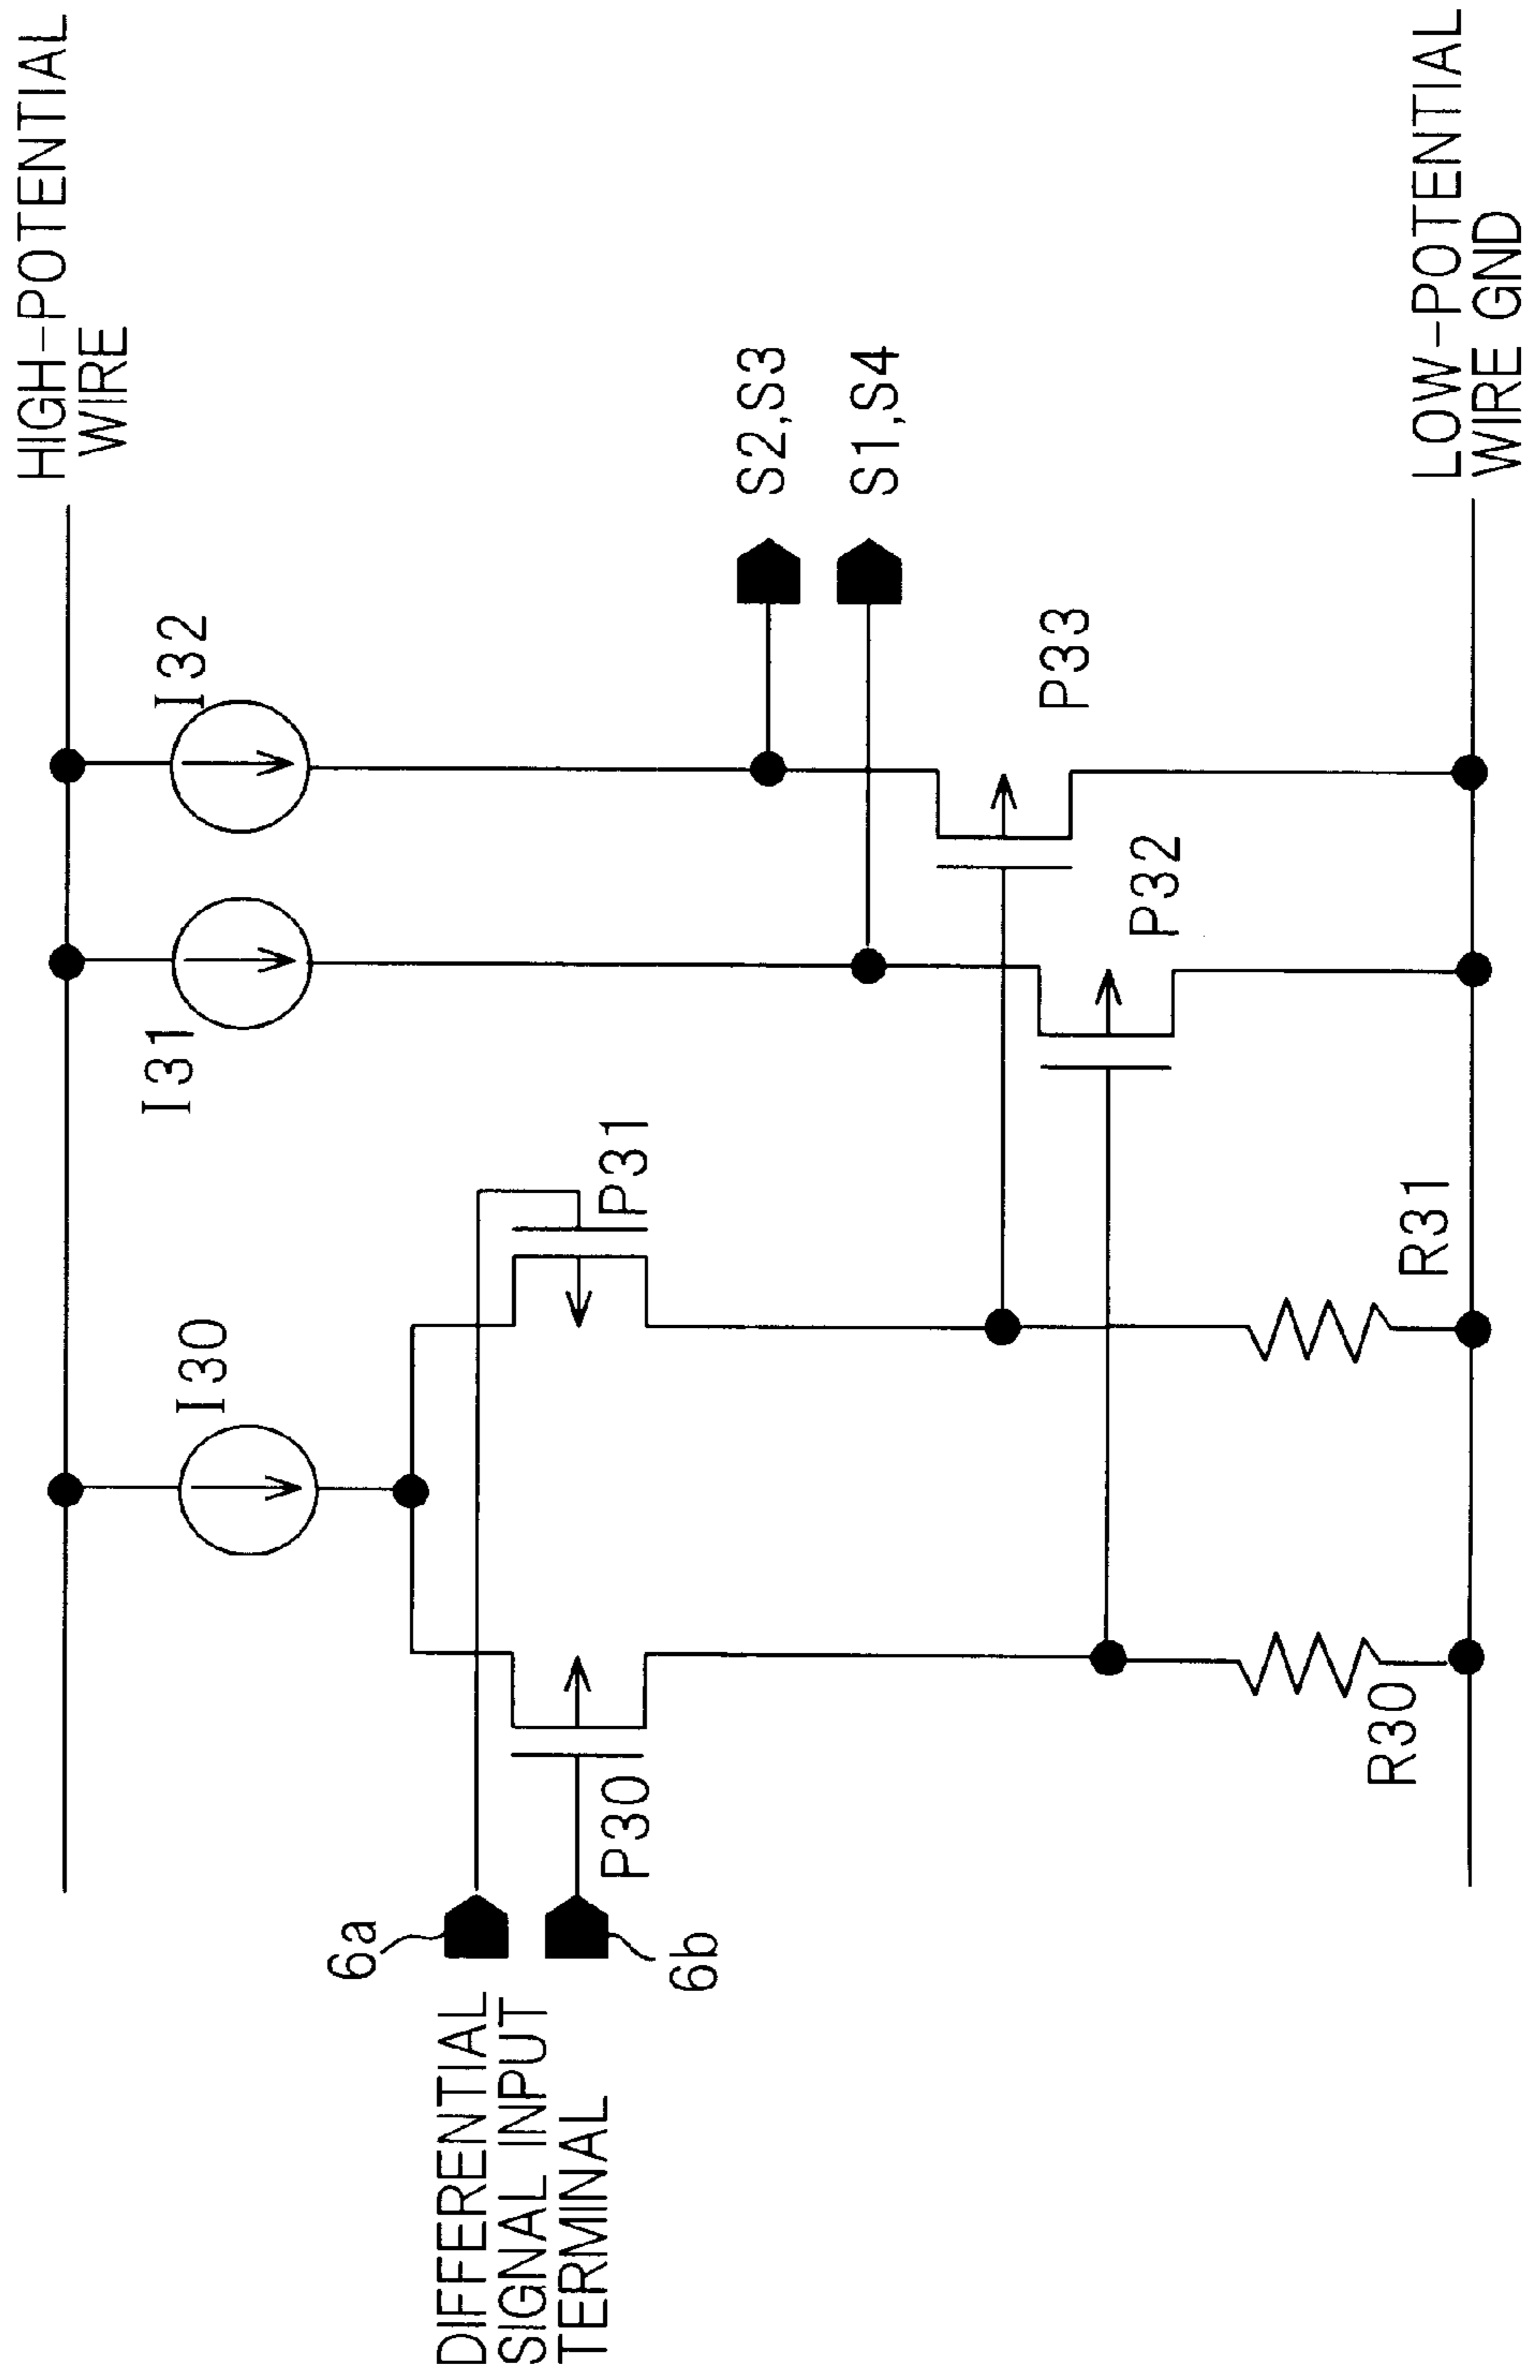 HIGH-POTENTIAL
WIRE
I30
I31
I32
6a
DIFFERENTIAL
SIGNAL INPUT
TERMINAL
6b
P30
P31
S2,S3
S1,S4
P33
P32
R30
R31
LOW-POTENTIAL
WIRE GND